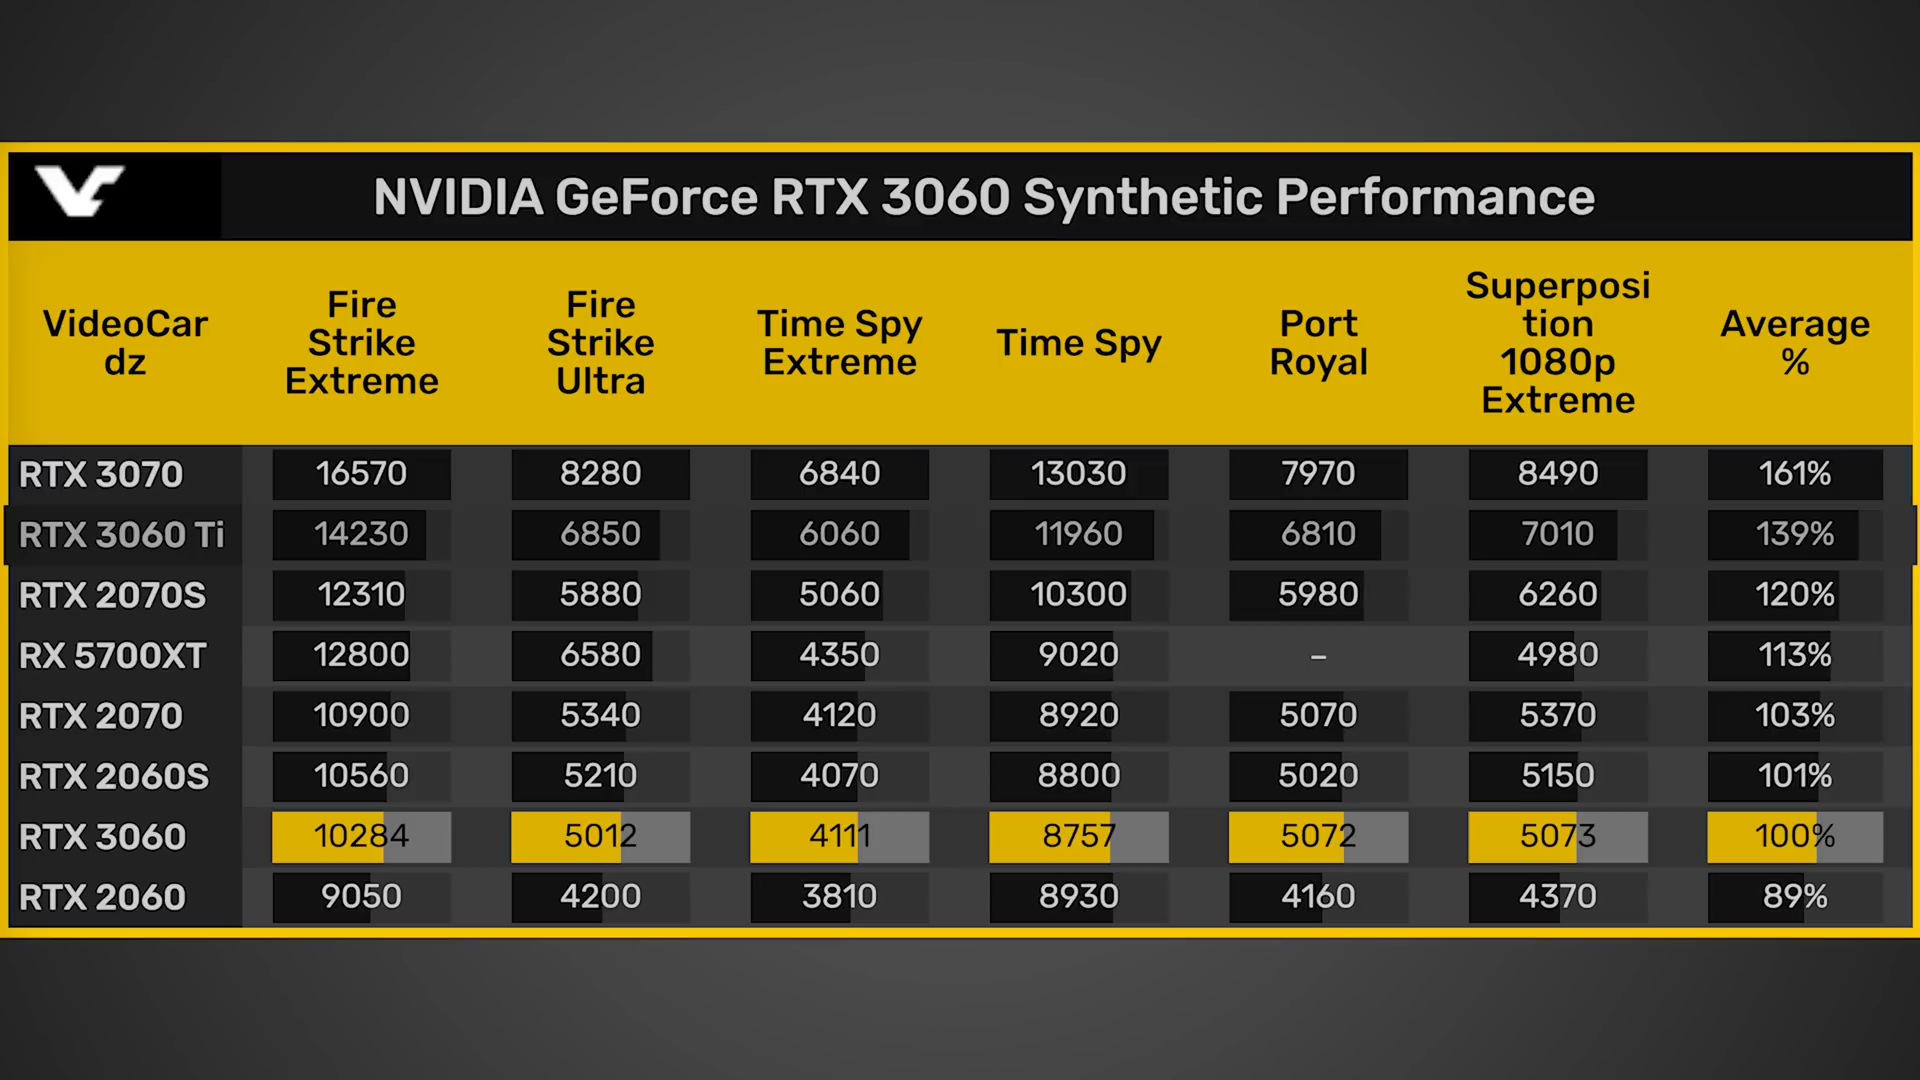 NVIDIA GeForce RTX 3060 Synthetic Performance
VideoCar
dz
Fire
Strike
Extreme
Fire
Strike
Ultra
Time Spy
Extreme
Time Spy
Port
Royal
Superposi
tion
1080p
Extreme
Average
%
RTX 3070 16570 8280 6840 13030 7970 8490 161%
RTX 3060 Ti 14230 6850 6060 11960 6810 7010 139%
RTX 2070S 12310 5880 5060 10300 5980 6260 120%
RX 5700XT 12800 6580 4350 9020 – 4980 113%
RTX 2070 10900 5340 4120 8920 5070 5370 103%
RTX 2060S 10560 5210 4070 8800 5020 5150 101%
RTX 3060 10284 5012 4111 8757 5072 5073 100%
RTX 2060 9050 4200 3810 8930 4160 4370 89%